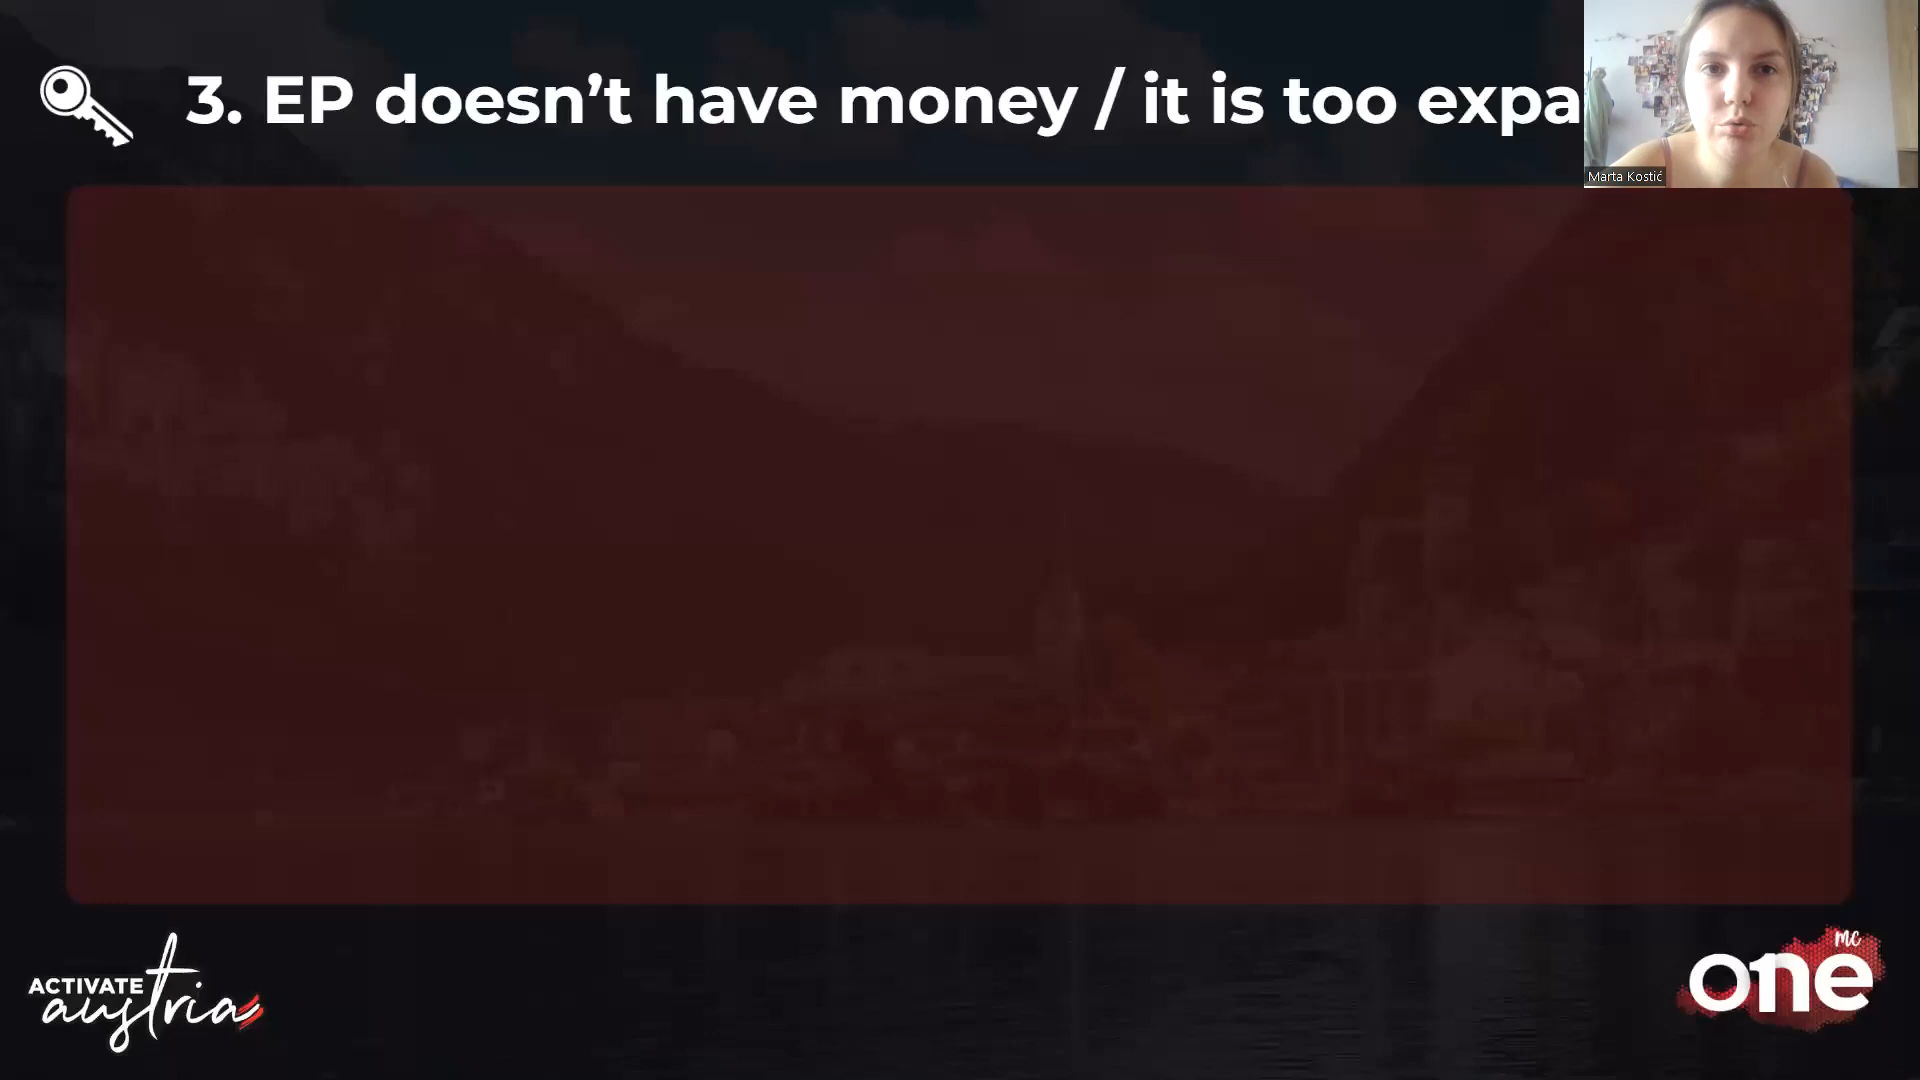 3. EP doesn’t have money / it is too expa
Marta Kostić
ACTIVATE
austria
mc
one